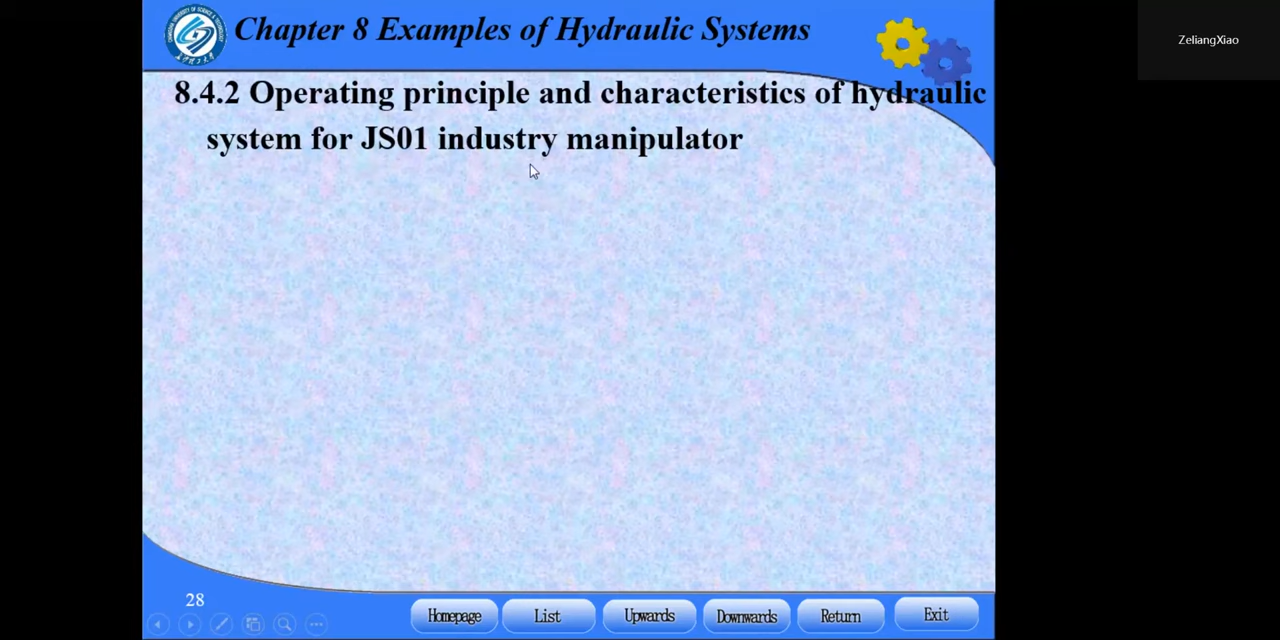 Chapter 8 Examples of Hydraulic Systems
ZeliangXiao
8.4.2 Operating principle and characteristics of hydraulic
system for JS01 industry manipulator
28
Homepage
List
Upwards
Downwards
Return
Exit